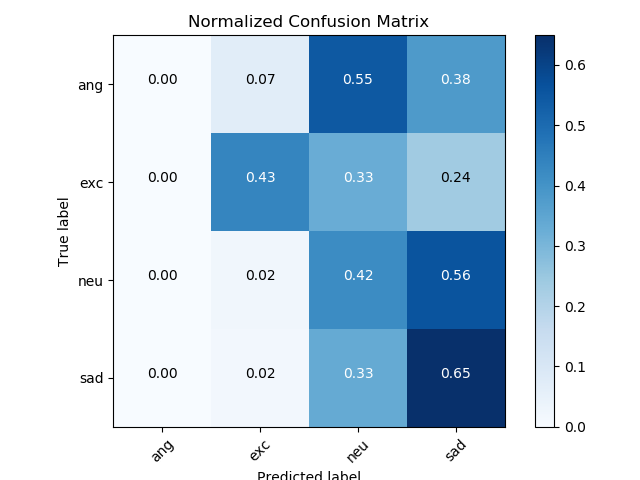 Normalized Confusion Matrix
True label
ang 0.00 0.07 0.55 0.38
exc 0.00 0.43 0.33 0.24
neu 0.00 0.02 0.42 0.56
sad 0.00 0.02 0.33 0.65
ang exc neu sad
Predicted label
0.6
0.5
0.4
0.3
0.2
0.1
0.0